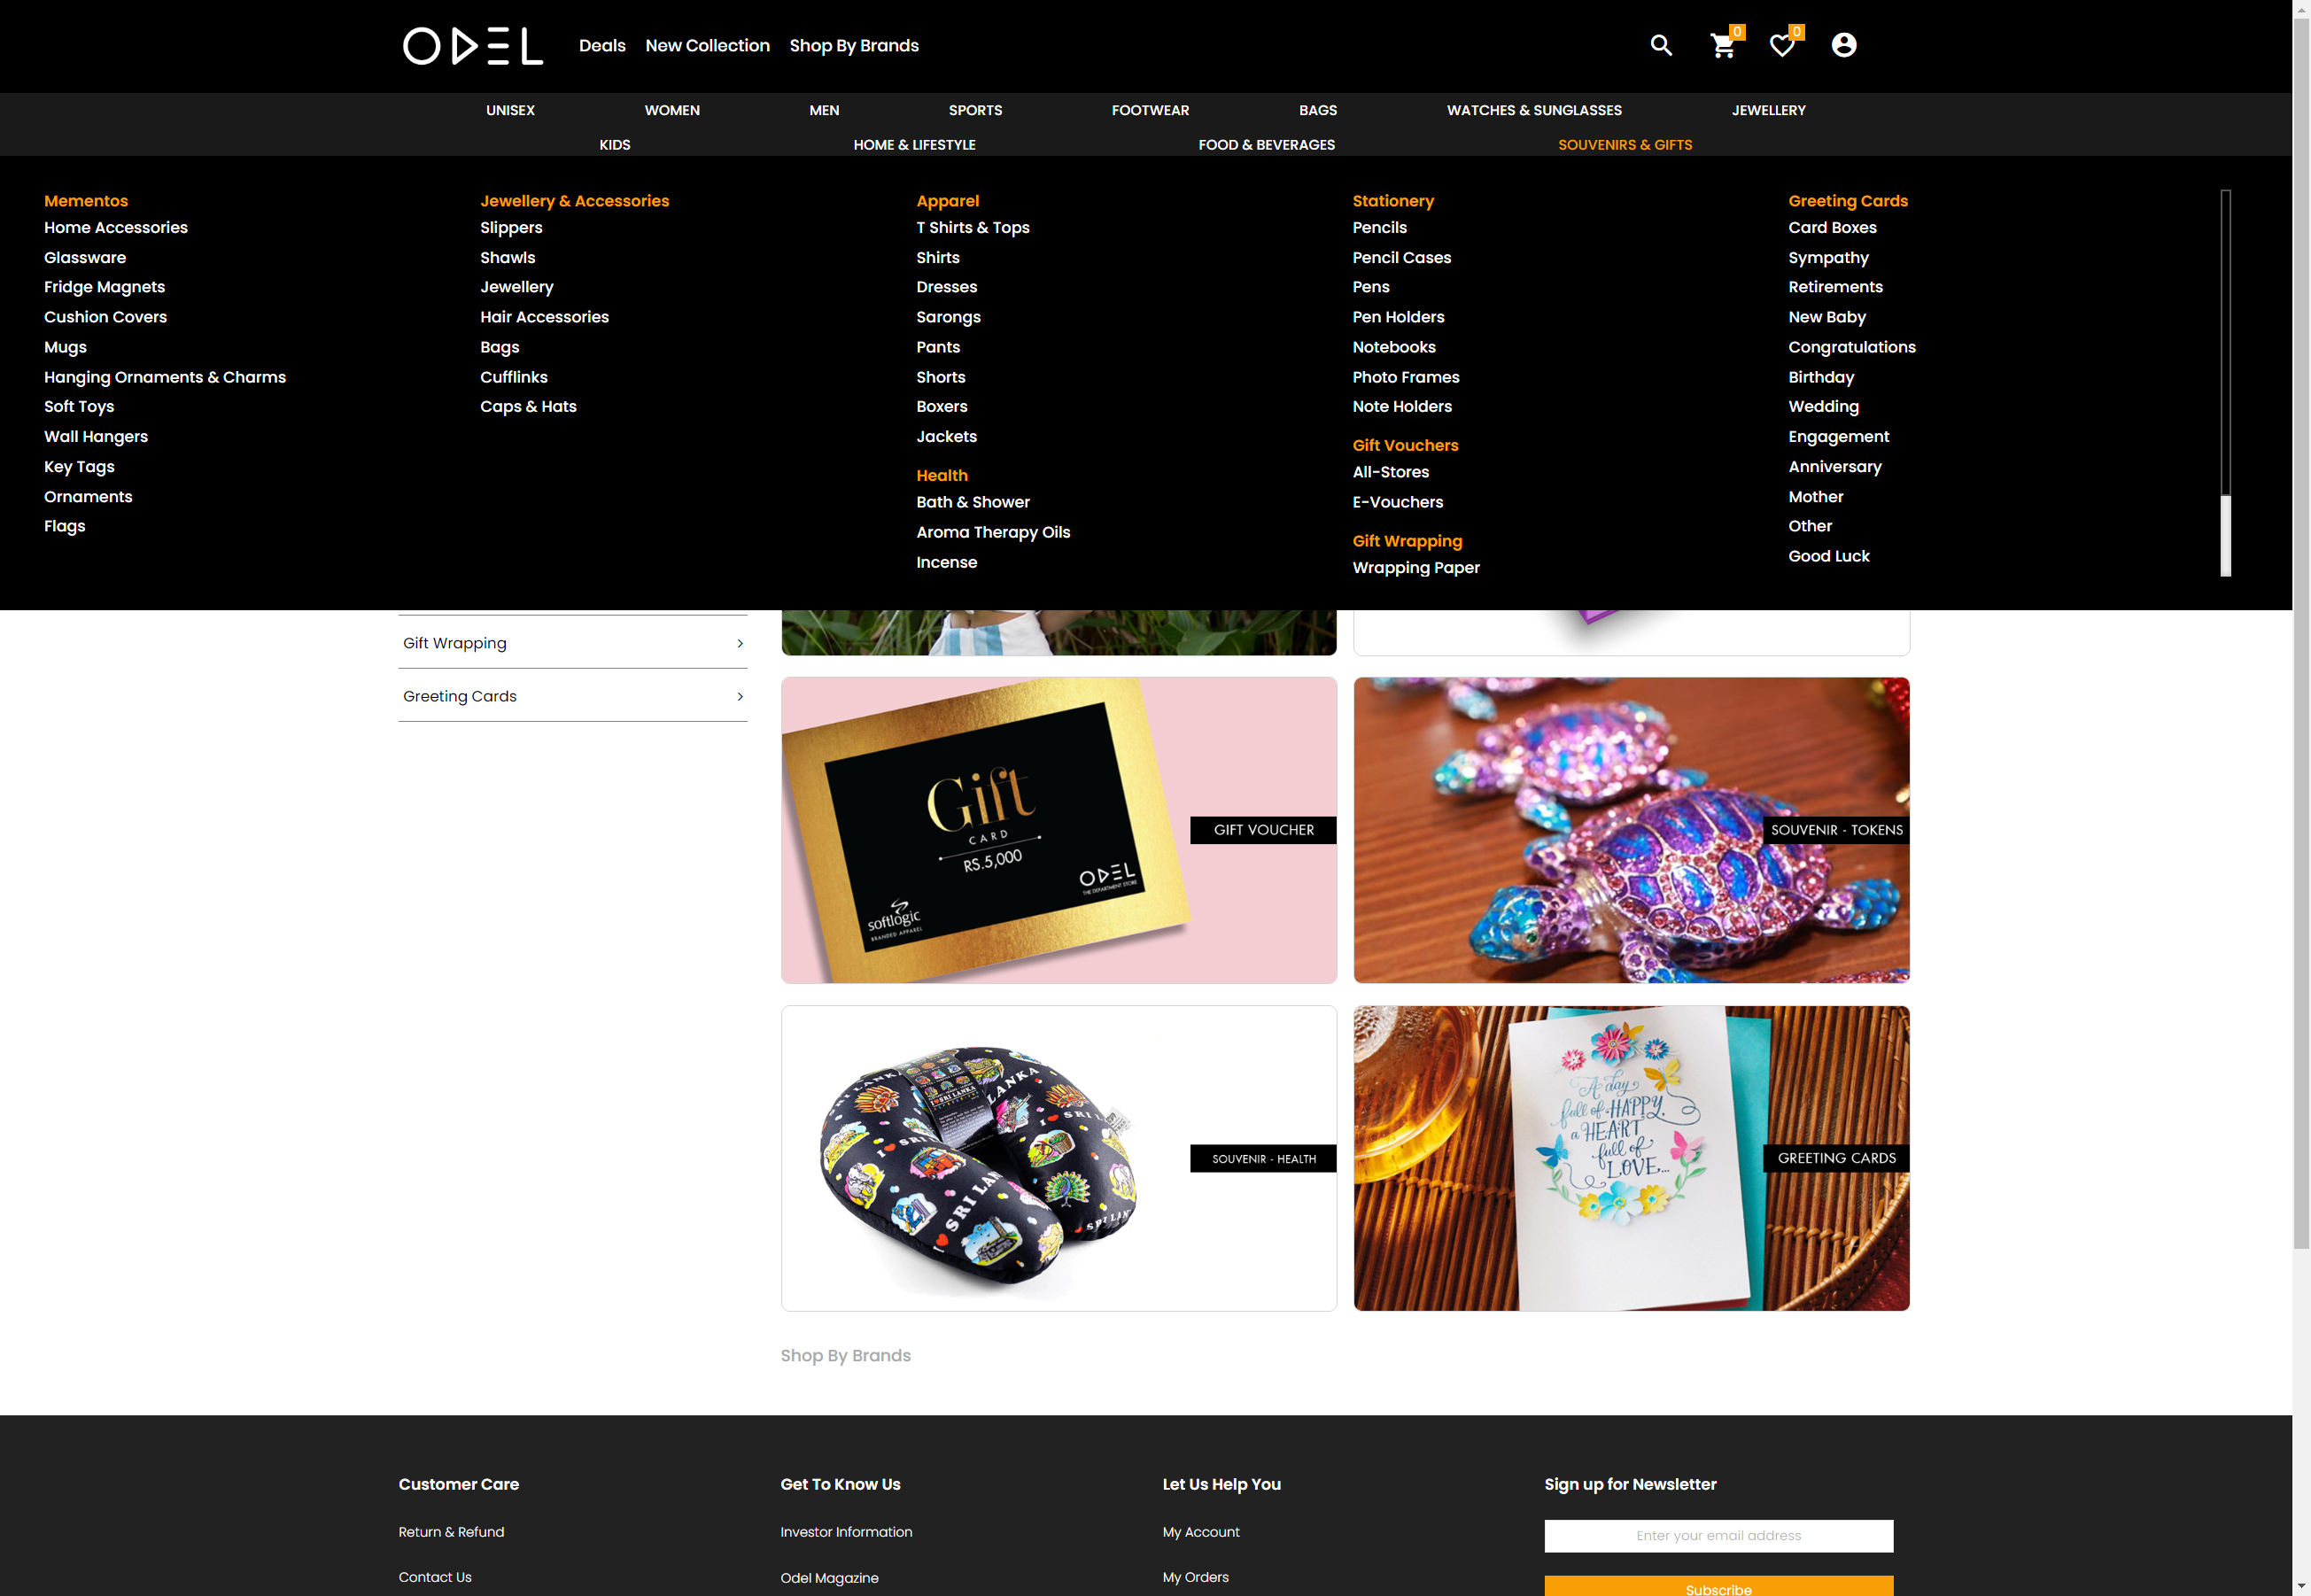 ODEL
Deals
New Collection
Shop By Brands
0
0
UNISEX
WOMEN
MEN
SPORTS
FOOTWEAR
BAGS
WATCHES & SUNGLASSES
JEWELLERY
KIDS
HOME & LIFESTYLE
FOOD & BEVERAGES
SOUVENIRS & GIFTS
Mementos
Home Accessories
Glassware
Fridge Magnets
Cushion Covers
Mugs
Hanging Ornaments & Charms
Soft Toys
Wall Hangers
Key Tags
Ornaments
Flags
Jewellery & Accessories
Slippers
Shawls
Jewellery
Hair Accessories
Bags
Cufflinks
Caps & Hats
Apparel
T Shirts & Tops
Shirts
Dresses
Sarongs
Pants
Shorts
Boxers
Jackets
Health
Bath & Shower
Aroma Therapy Oils
Incense
Stationery
Pencils
Pencil Cases
Pens
Pen Holders
Notebooks
Photo Frames
Note Holders
Gift Vouchers
All-Stores
E-Vouchers
Gift Wrapping
Wrapping Paper
Greeting Cards
Card Boxes
Sympathy
Retirements
New Baby
Congratulations
Birthday
Wedding
Engagement
Anniversary
Mother
Other
Good Luck
Gift Wrapping
Greeting Cards
Gift
CARD
RS.5,000
ODEL
THE DEPARTMENT STORE
softlogic
BRANDED APPAREL
GIFT VOUCHER
SOUVENIR - TOKENS
I SRI LANKA
SOUVENIR - HEALTH
A day
full of HAPPY,
a HEART
full of
LOVE...
GREETING CARDS
Shop By Brands
Customer Care
Return & Refund
Contact Us
Get To Know Us
Investor Information
Odel Magazine
Let Us Help You
My Account
My Orders
Sign up for Newsletter
Enter your email address
Subscribe